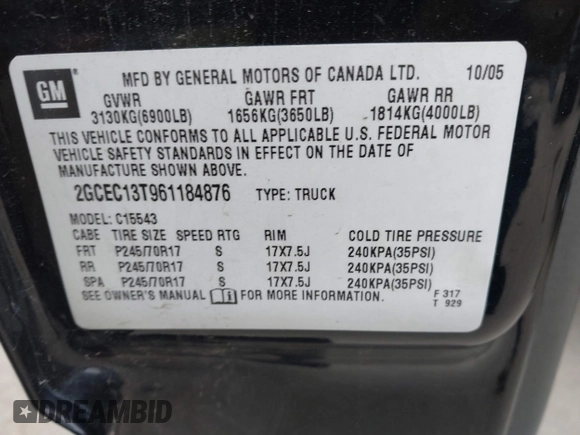 GM
MFD BY GENERAL MOTORS OF CANADA LTD. 10/05
GVWR GAWR FRT GAWR RR
3130KG(6900LB) 1656KG(3650LB) 1814KG(4000LB)
THIS VEHICLE CONFORMS TO ALL APPLICABLE U.S. FEDERAL MOTOR
VEHICLE SAFETY STANDARDS IN EFFECT ON THE DATE OF
MANUFACTURE SHOWN ABOVE.
2GCEC13T961184876 TYPE: TRUCK
MODEL: C15543
CABE TIRE SIZE SPEED RTG RIM COLD TIRE PRESSURE
FRT P245/70R17 S 17X7.5J 240KPA(35PSI)
RR P245/70R17 S 17X7.5J 240KPA(35PSI)
SPA P245/70R17 S 17X7.5J 240KPA(35PSI)
SEE OWNER'S MANUAL FOR MORE INFORMATION. F 317
T 929
DREAMBID